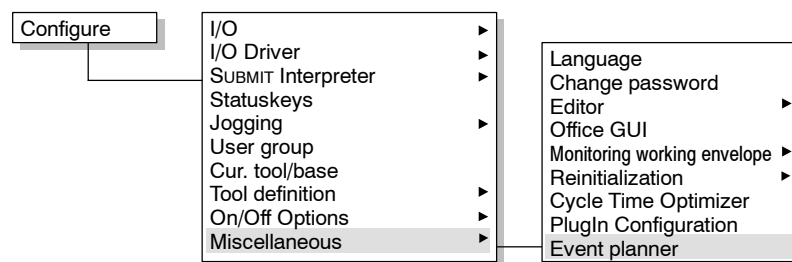 Configure
I/O
I/O Driver
SUBMIT Interpreter
Statuskeys
Jogging
User group
Cur. tool/base
Tool definition
On/Off Options
Miscellaneous
Language
Change password
Editor
Office GUI
Monitoring working envelope
Reinitialization
Cycle Time Optimizer
PlugIn Configuration
Event planner